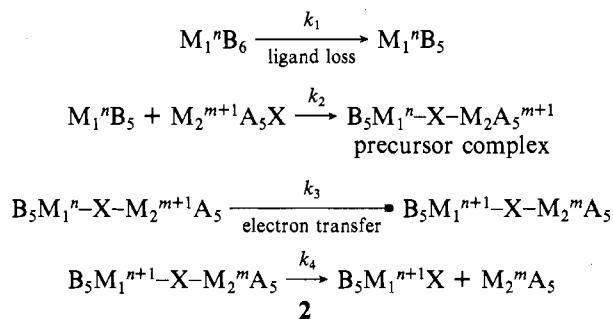 k₁
M₁ⁿB₆ → M₁ⁿB₅
ligand loss
k₂
M₁ⁿB₅ + M₂ᵐ⁺¹A₅X → B₅M₁ⁿ–X–M₂A₅ᵐ⁺¹
precursor complex
k₃
B₅M₁ⁿ–X–M₂ᵐ⁺¹A₅ → B₅M₁ⁿ⁺¹–X–M₂ᵐA₅
electron transfer
k₄
B₅M₁ⁿ⁺¹–X–M₂ᵐA₅ → B₅M₁ⁿ⁺¹X + M₂ᵐA₅
2